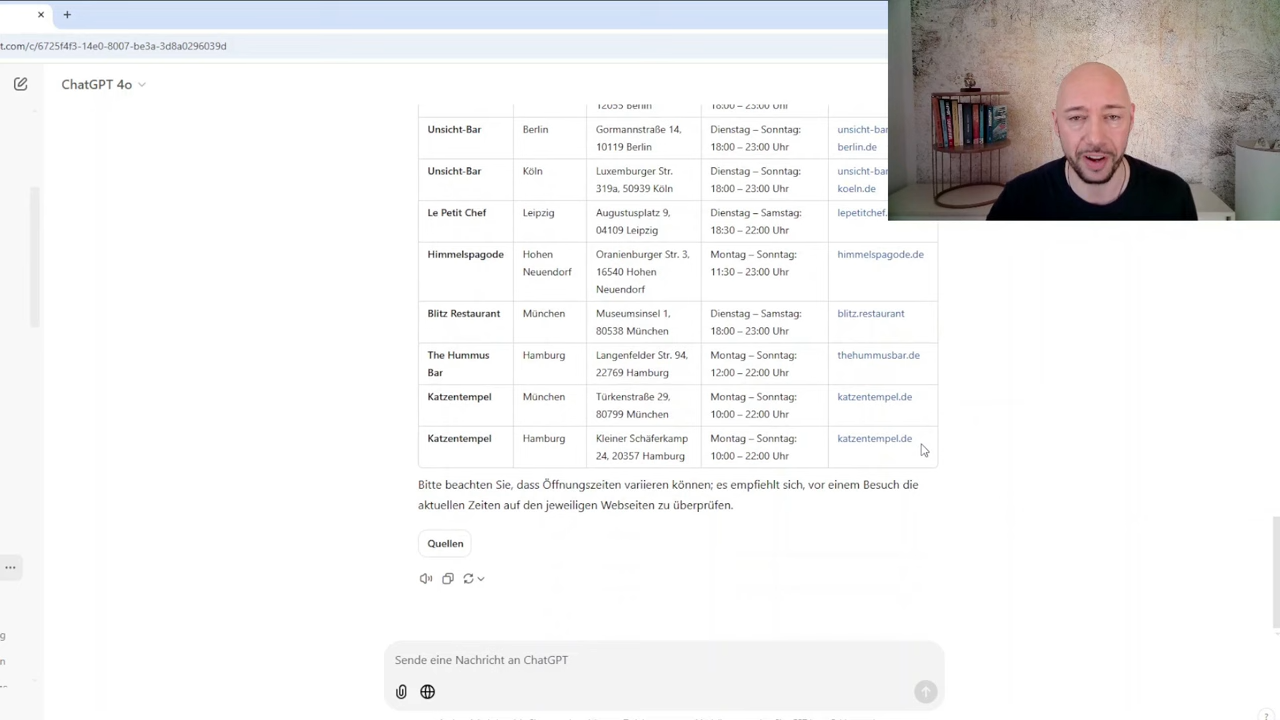 t.com/c/6725f4f3-14e0-8007-be3a-3d8a0296039d
ChatGPT 4o
12055 Berlin
18:00 – 23:00 Uhr
Unsicht-Bar
Berlin
Gormannstraße 14,
10119 Berlin
Dienstag – Sonntag:
18:00 – 23:00 Uhr
unsicht-bar
berlin.de
Unsicht-Bar
Köln
Luxemburger Str.
319a, 50939 Köln
Dienstag – Sonntag:
18:00 – 23:00 Uhr
unsicht-bar
koeln.de
Le Petit Chef
Leipzig
Augustusplatz 9,
04109 Leipzig
Dienstag – Samstag:
18:30 – 22:00 Uhr
lepetitchef.
Himmelspagode
Hohen
Neuendorf
Oranienburger Str. 3,
16540 Hohen
Neuendorf
Montag – Sonntag:
11:30 – 23:00 Uhr
himmelspagode.de
Blitz Restaurant
München
Museumsinsel 1,
80538 München
Dienstag – Samstag:
18:00 – 23:00 Uhr
blitz.restaurant
The Hummus
Bar
Hamburg
Langenfelder Str. 94,
22769 Hamburg
Montag – Sonntag:
12:00 – 22:00 Uhr
thehummusbar.de
Katzentempel
München
Türkenstraße 29,
80799 München
Montag – Sonntag:
10:00 – 22:00 Uhr
katzentempel.de
Katzentempel
Hamburg
Kleiner Schäferkamp
24, 20357 Hamburg
Montag – Sonntag:
10:00 – 22:00 Uhr
katzentempel.de
Bitte beachten Sie, dass Öffnungszeiten variieren können; es empfiehlt sich, vor einem Besuch die
aktuellen Zeiten auf den jeweiligen Webseiten zu überprüfen.
Quellen
Sende eine Nachricht an ChatGPT